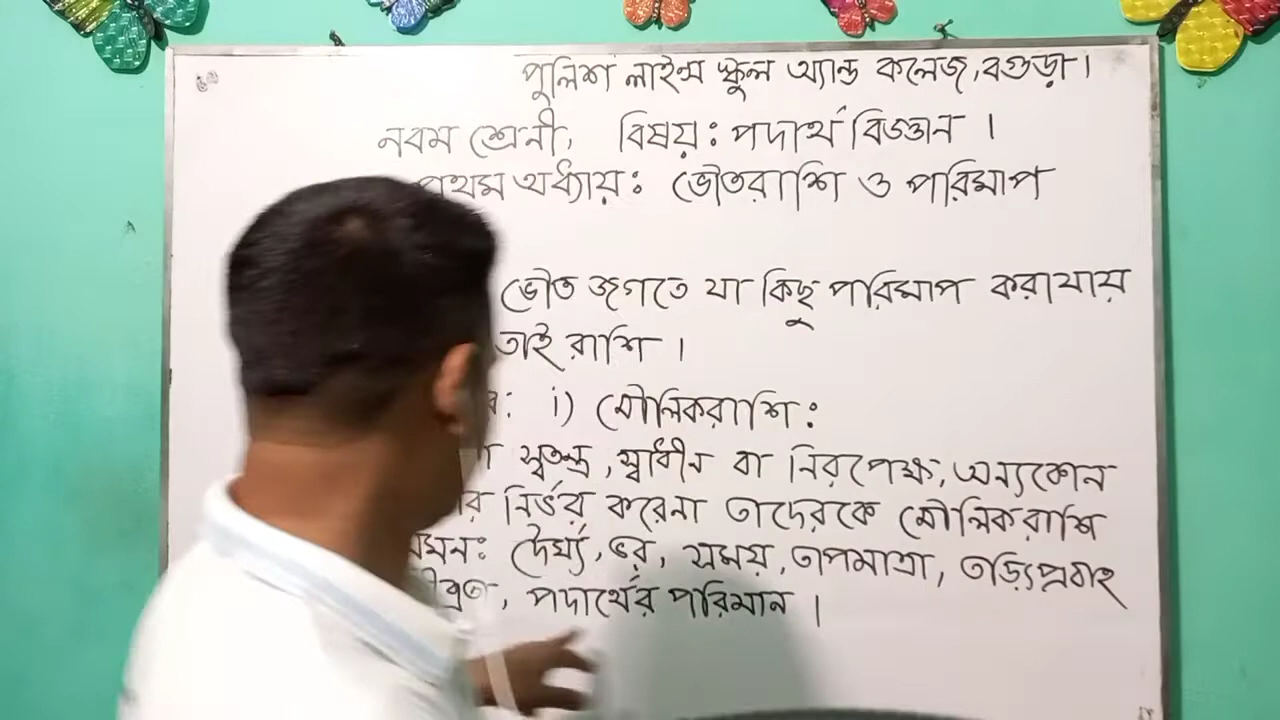 পুলিশ লাইন্স স্কুল অ্যান্ড কলেজ, বগুড়া।
নবম শ্রেনী, বিষয়: পদার্থ বিজ্ঞান ।
প্রথম অধ্যায়: ভৌতরাশি ও পরিমাপ
ভৌত জগতে যা কিছু পরিমাপ করাযায়
তাই রাশি ।
i) মৌলিকরাশি:
স্বতন্ত্র, স্বাধীন বা নিরপেক্ষ, অন্যকোন
নির্ভর করেনা তাদেরকে মৌলিকরাশি
দৈর্ঘ্য, ভর, সময়, তাপমাত্রা, তড়িৎপ্রবাহ
পদার্থের পরিমান ।